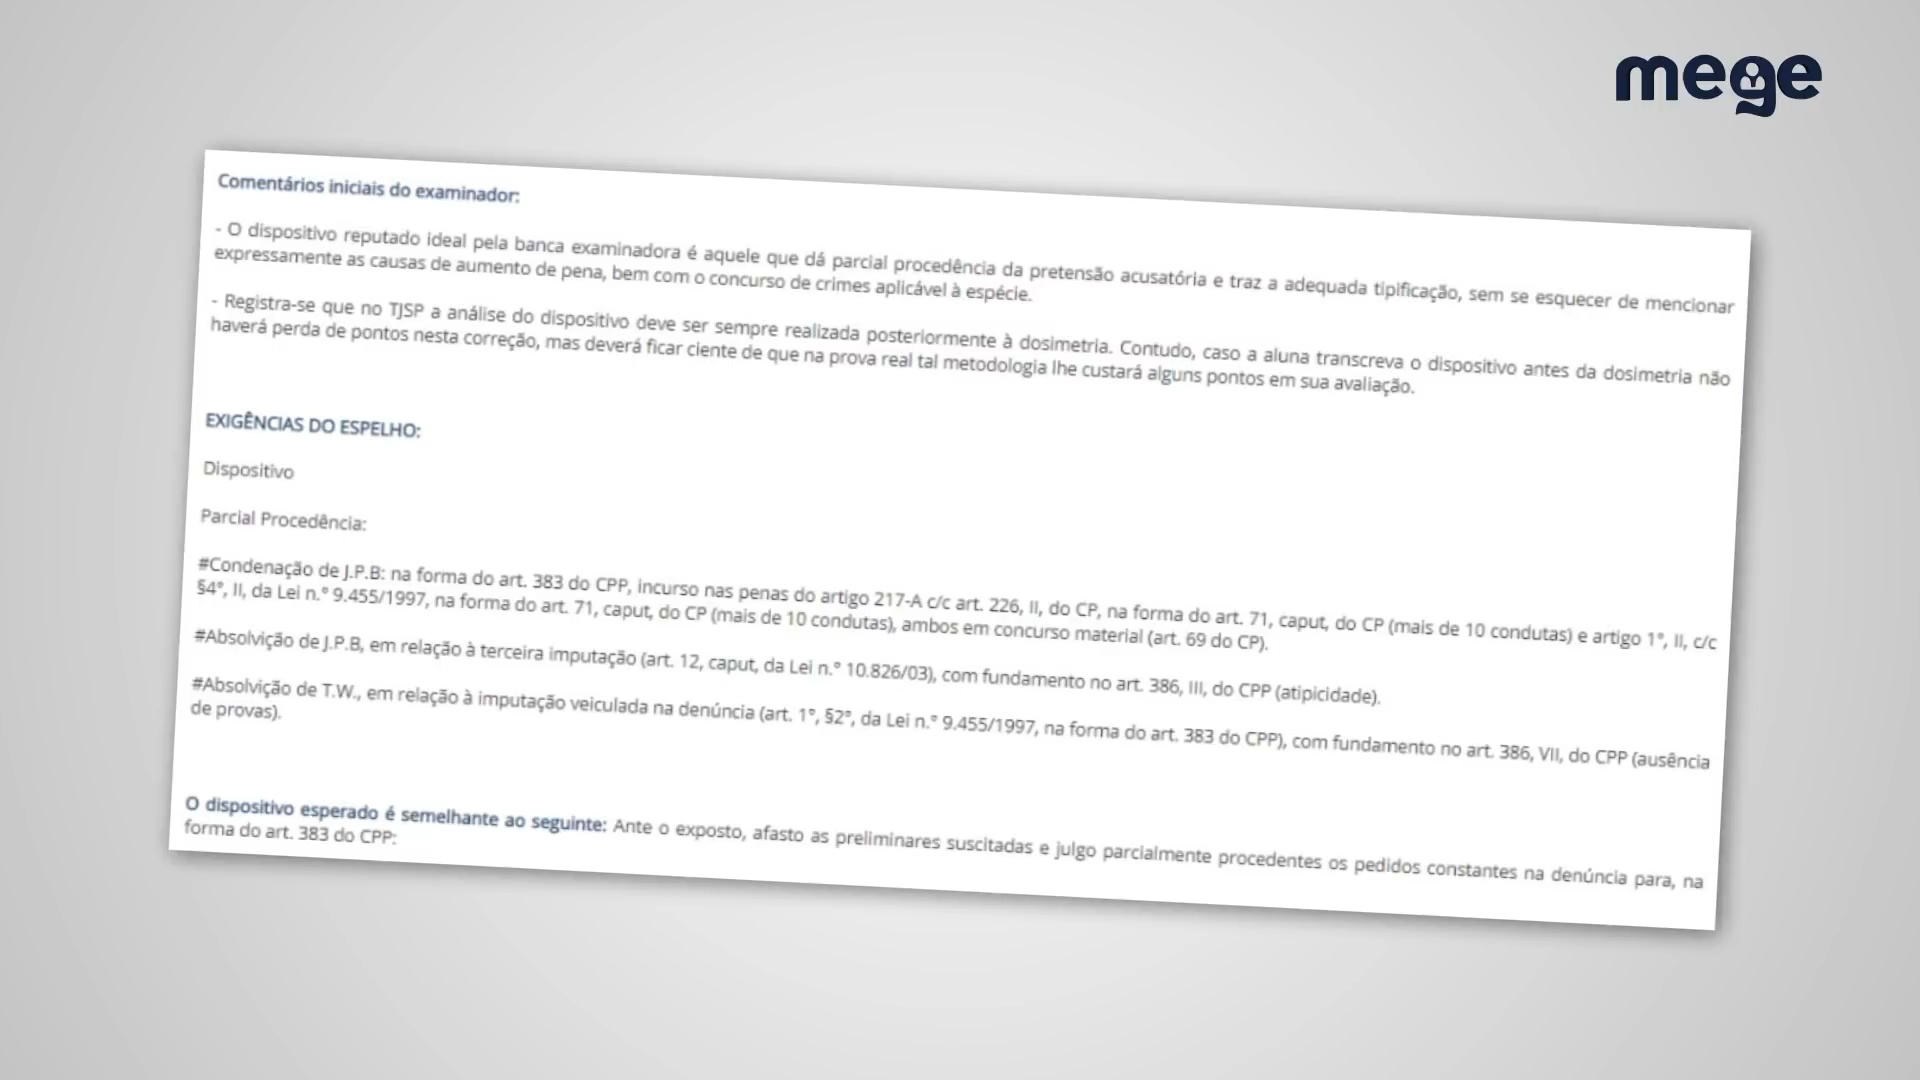 mege
Comentários iniciais do examinador:
- O dispositivo reputado ideal pela banca examinadora é aquele que dá parcial procedência da pretensão acusatória e traz a adequada tipificação, sem se esquecer de mencionar
expressamente as causas de aumento de pena, bem com o concurso de crimes aplicável à espécie.
- Registra-se que no TJSP a análise do dispositivo deve ser sempre realizada posteriormente à dosimetria. Contudo, caso a aluna transcreva o dispositivo antes da dosimetria não
haverá perda de pontos nesta correção, mas deverá ficar ciente de que na prova real tal metodologia lhe custará alguns pontos em sua avaliação.
EXIGÊNCIAS DO ESPELHO:
Dispositivo
Parcial Procedência:
#Condenação de J.P.B: na forma do art. 383 do CPP, incurso nas penas do artigo 217-A c/c art. 226, II, do CP, na forma do art. 71, caput, do CP (mais de 10 condutas) e artigo 1°, II, c/c
§4°, II, da Lei n.° 9.455/1997, na forma do art. 71, caput, do CP (mais de 10 condutas), ambos em concurso material (art. 69 do CP).
#Absolvição de J.P.B, em relação à terceira imputação (art. 12, caput, da Lei n.° 10.826/03), com fundamento no art. 386, III, do CPP (atipicidade).
#Absolvição de T.W., em relação à imputação veiculada na denúncia (art. 1°, §2°, da Lei n.° 9.455/1997, na forma do art. 383 do CPP), com fundamento no art. 386, VII, do CPP (ausência
de provas).
O dispositivo esperado é semelhante ao seguinte: Ante o exposto, afasto as preliminares suscitadas e julgo parcialmente procedentes os pedidos constantes na denúncia para, na
forma do art. 383 do CPP: